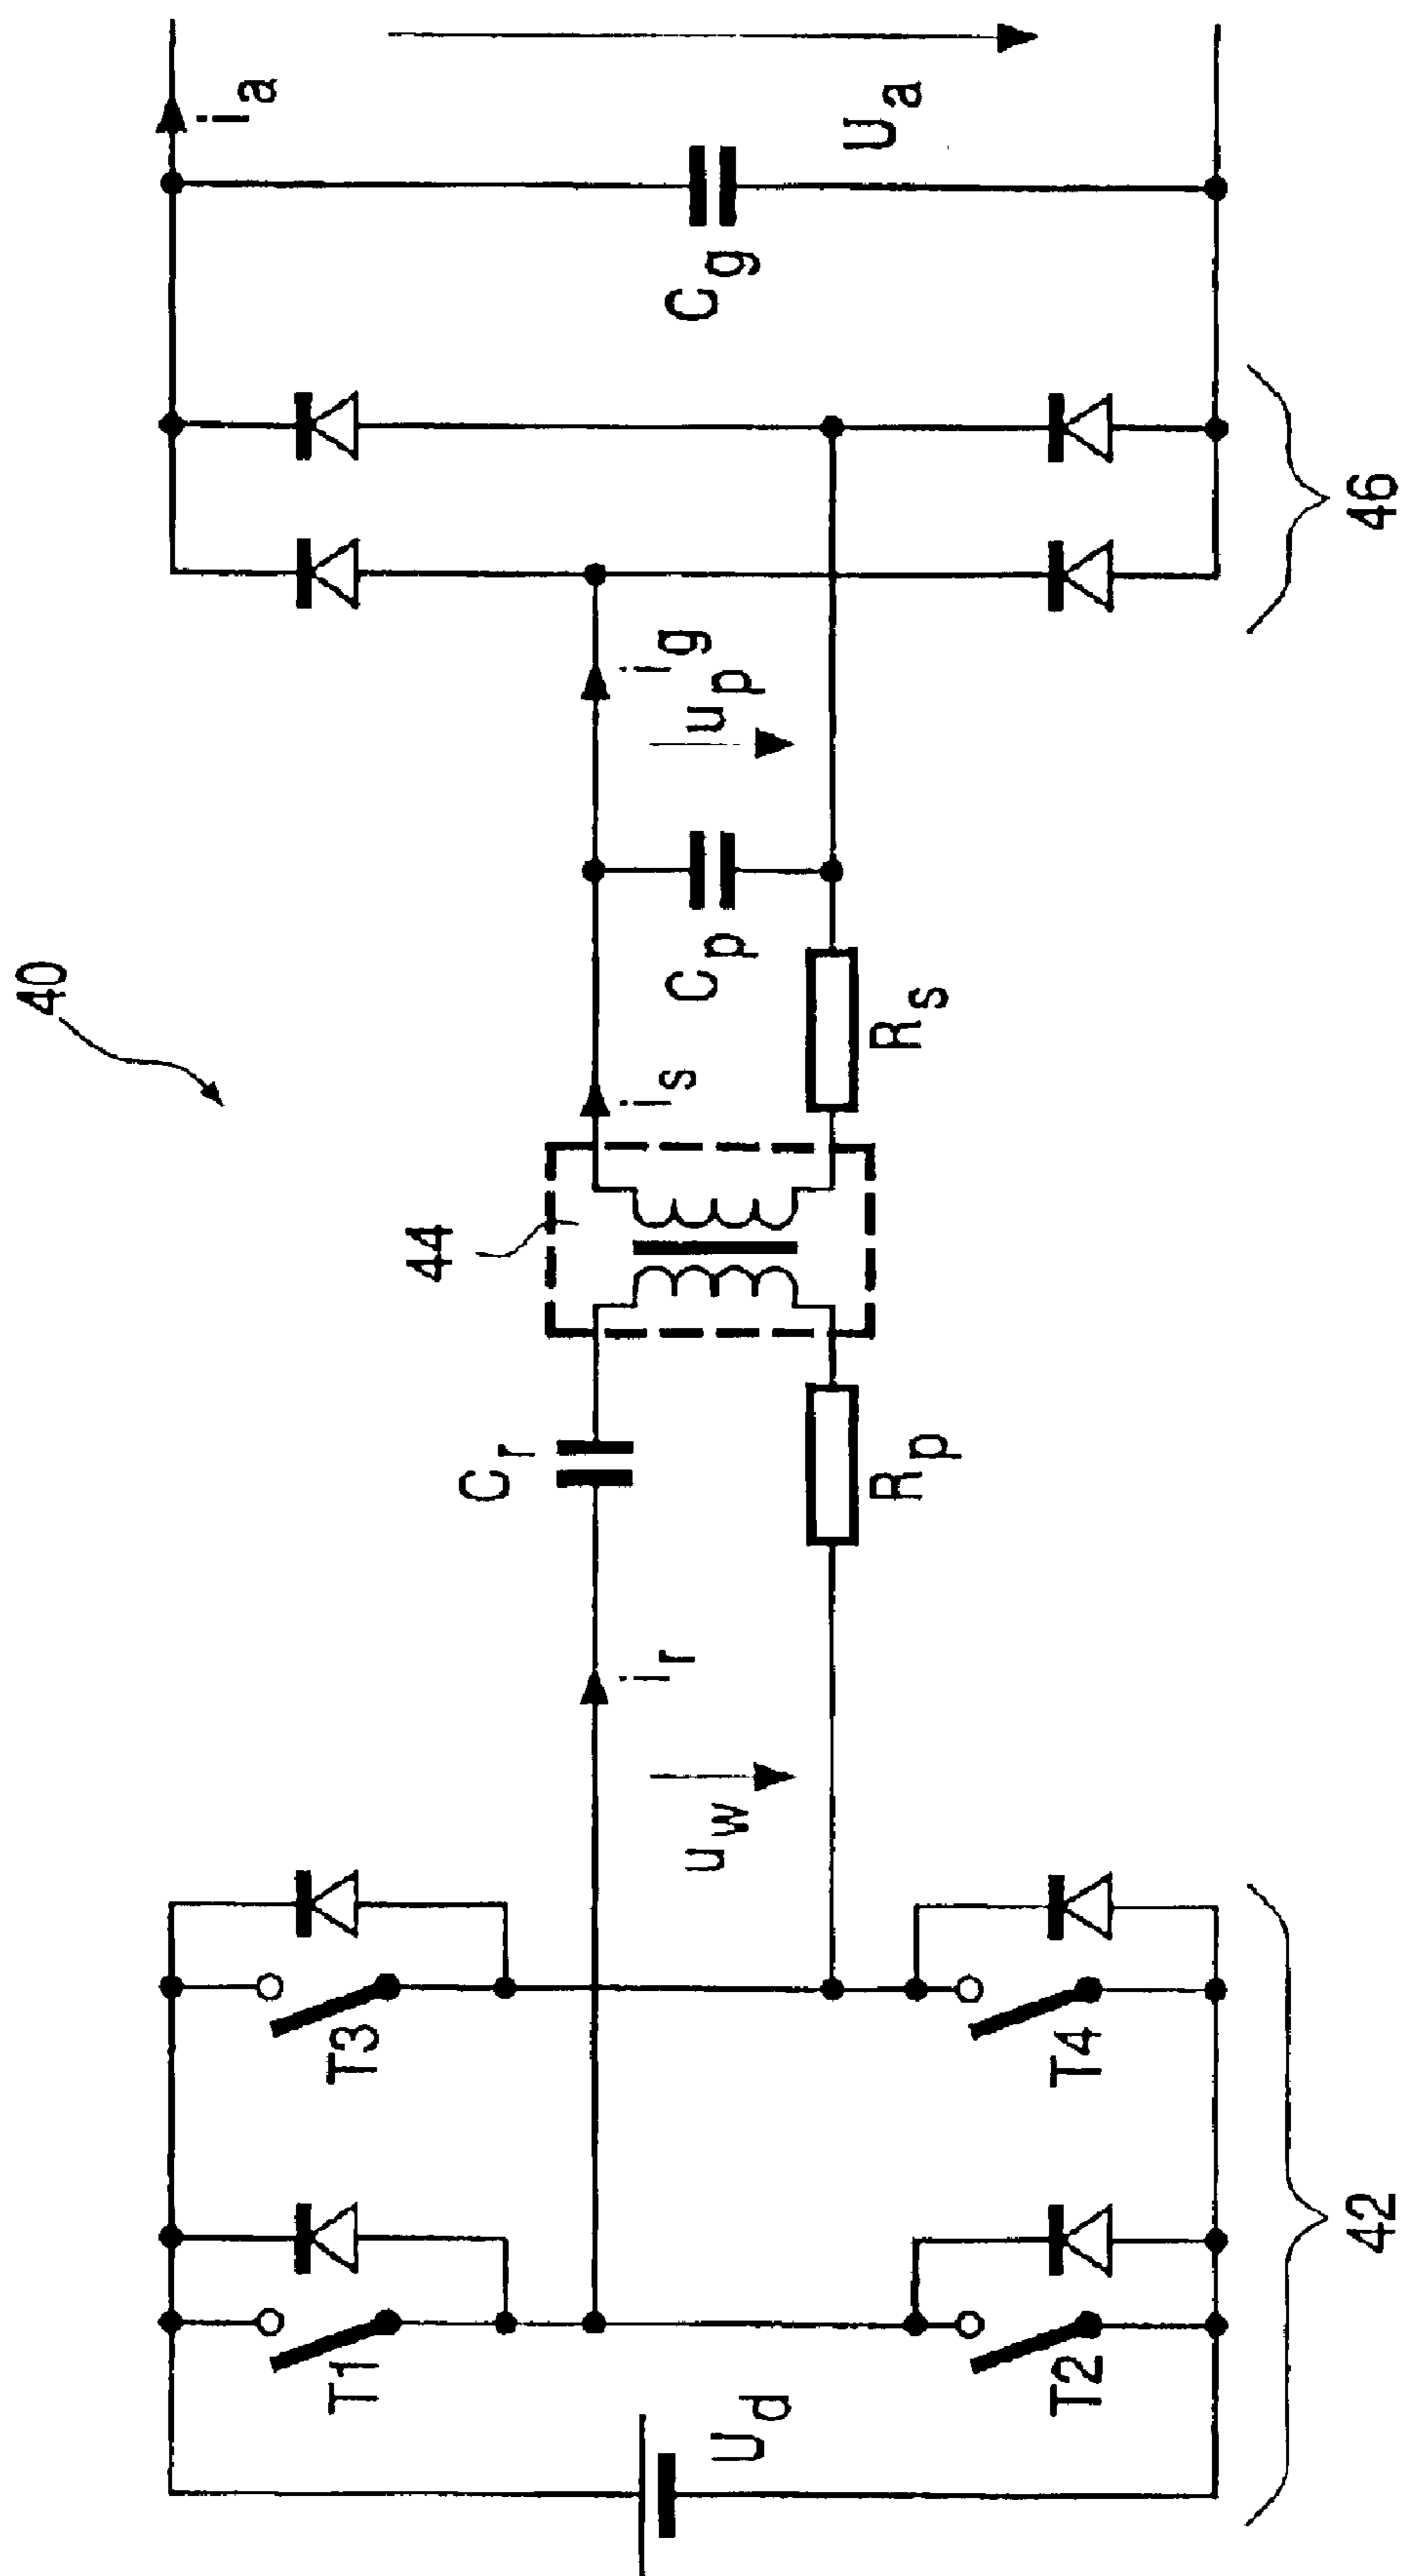 40
T1
T3
T2
T4
U_d
42
u_w
i_r
C_r
R_p
44
i_s
R_s
C_p
u_p
i_g
46
C_g
i_a
U_a